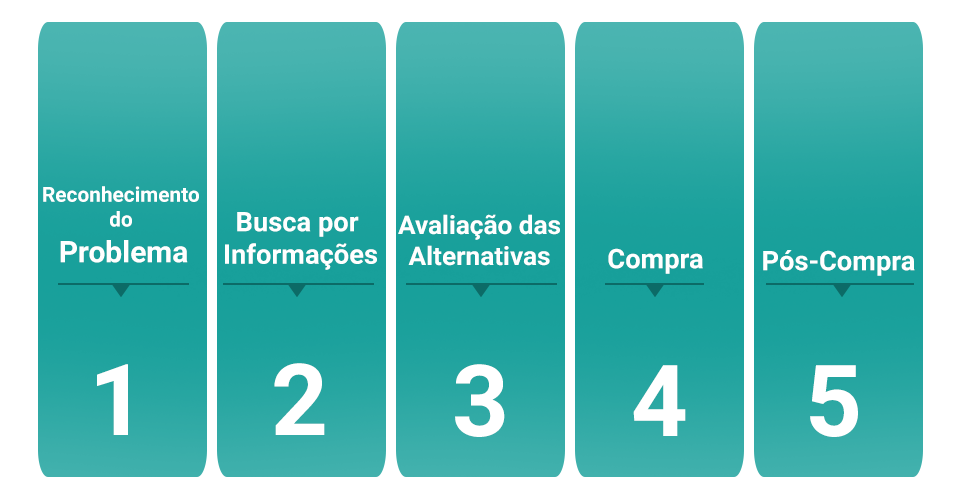 Reconhecimento
do
Problema
1
Busca por
Informações
2
Avaliação das
Alternativas
3
Compra
4
Pós-Compra
5